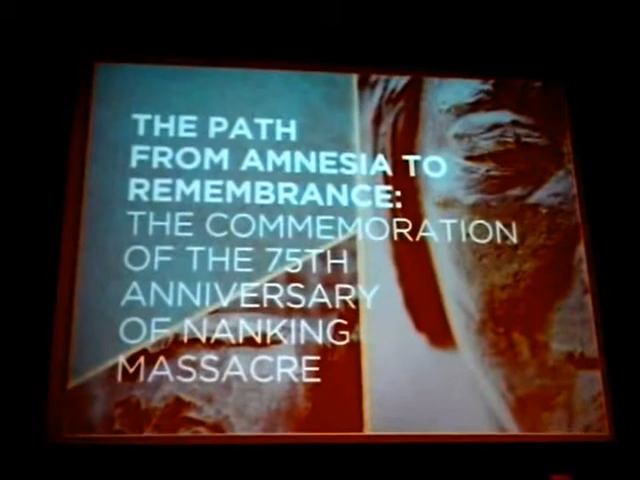 THE PATH
FROM AMNESIA TO
REMEMBRANCE:
THE COMMEMORATION
OF THE 75TH
ANNIVERSARY
OF NANKING
MASSACRE